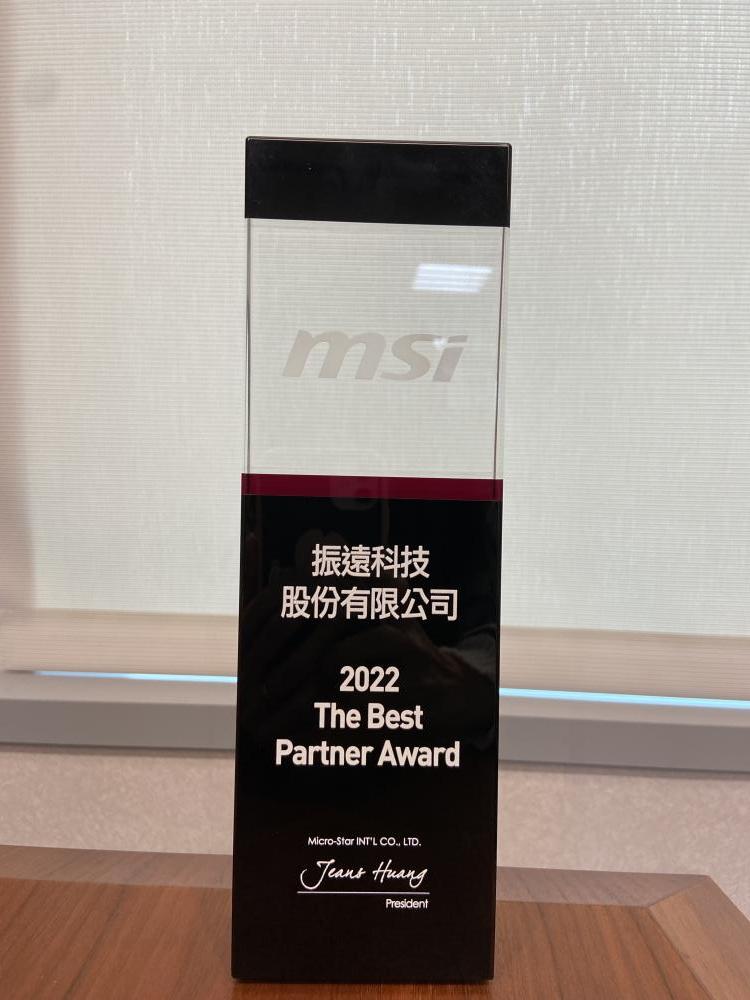 msi
振遠科技
股份有限公司
2022
The Best
Partner Award
Micro-Star INT'L CO., LTD.
Jeans Huang
President